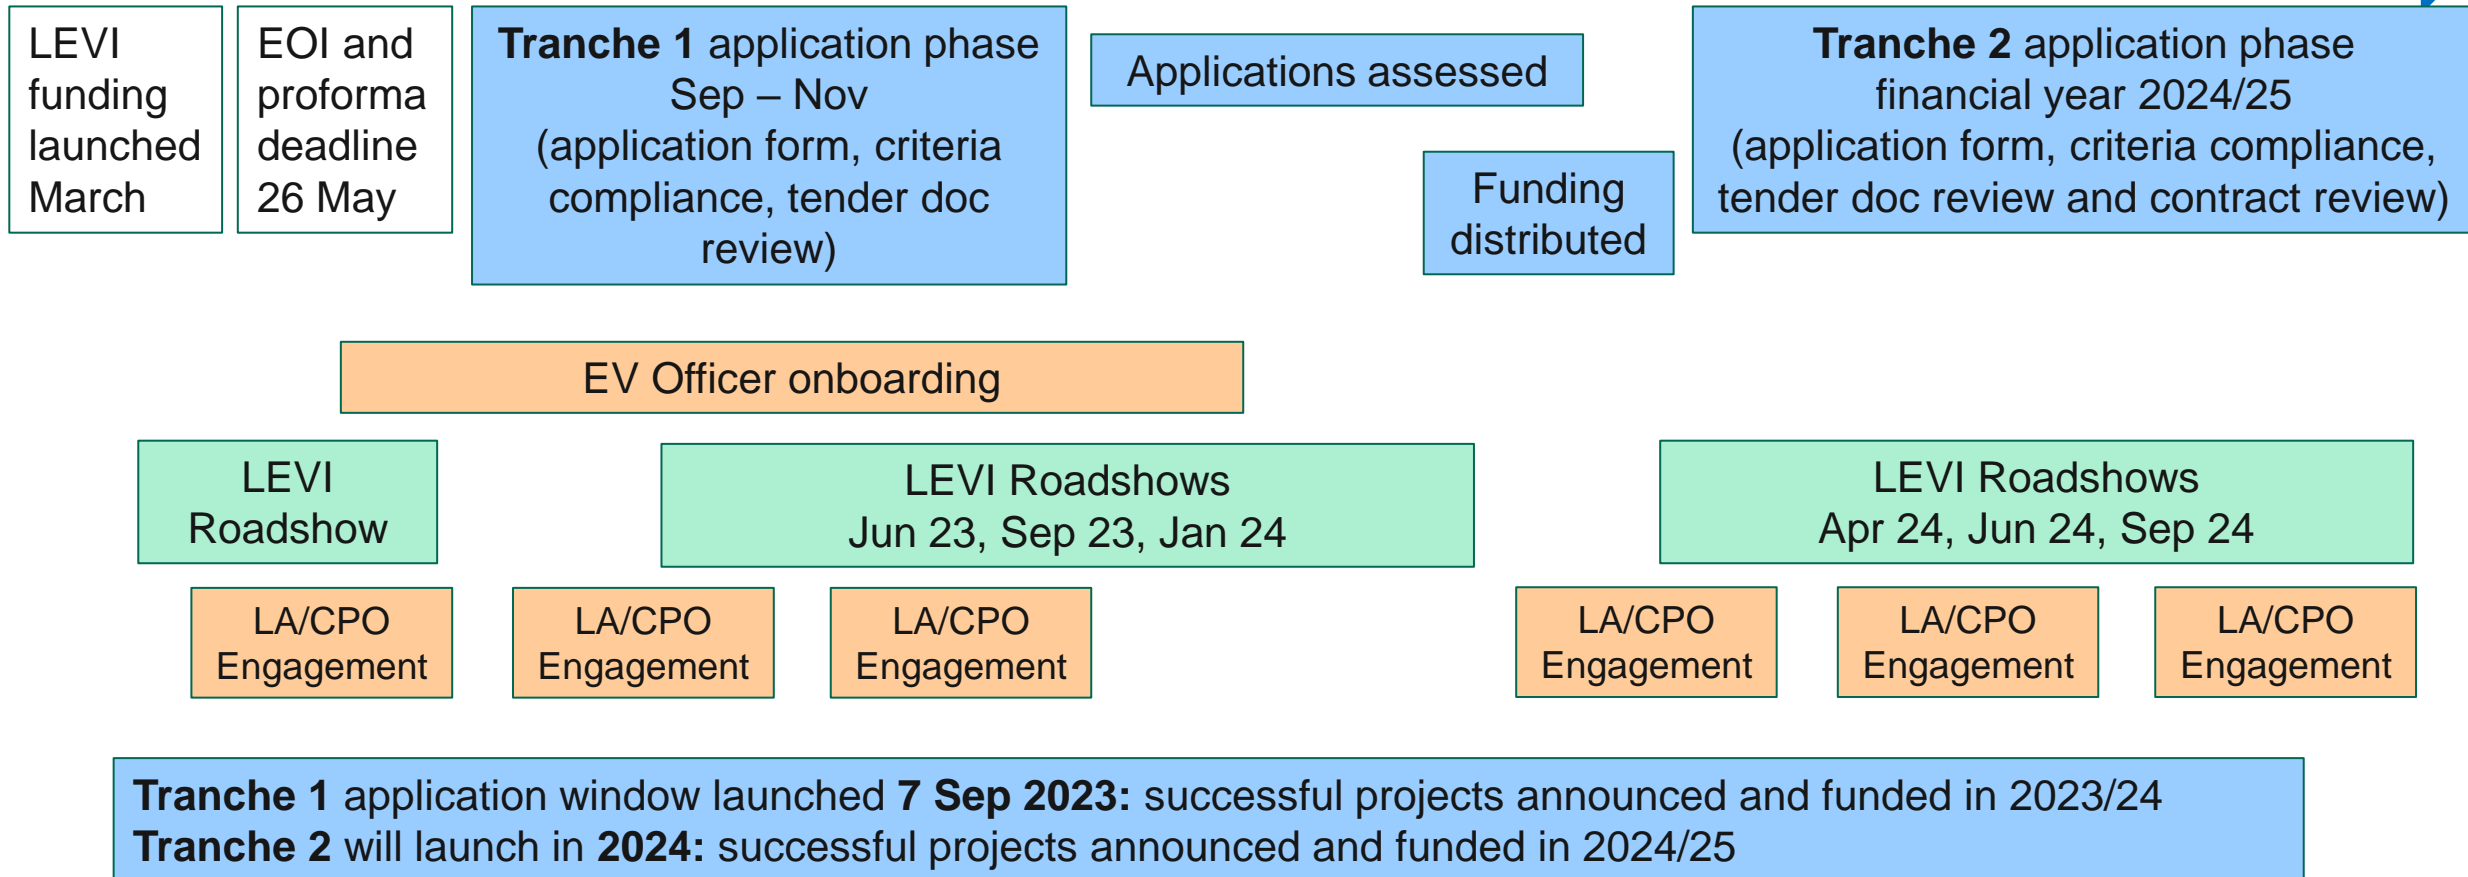 LEVI
funding
launched
March
EOI and
proforma
deadline
26 May
Tranche 1 application phase
Sep – Nov
(application form, criteria
compliance, tender doc
review)
Applications assessed
Funding
distributed
Tranche 2 application phase
financial year 2024/25
(application form, criteria compliance,
tender doc review and contract review)
EV Officer onboarding
LEVI
Roadshow
LEVI Roadshows
Jun 23, Sep 23, Jan 24
LEVI Roadshows
Apr 24, Jun 24, Sep 24
LA/CPO
Engagement
LA/CPO
Engagement
LA/CPO
Engagement
LA/CPO
Engagement
LA/CPO
Engagement
LA/CPO
Engagement
Tranche 1 application window launched 7 Sep 2023: successful projects announced and funded in 2023/24
Tranche 2 will launch in 2024: successful projects announced and funded in 2024/25